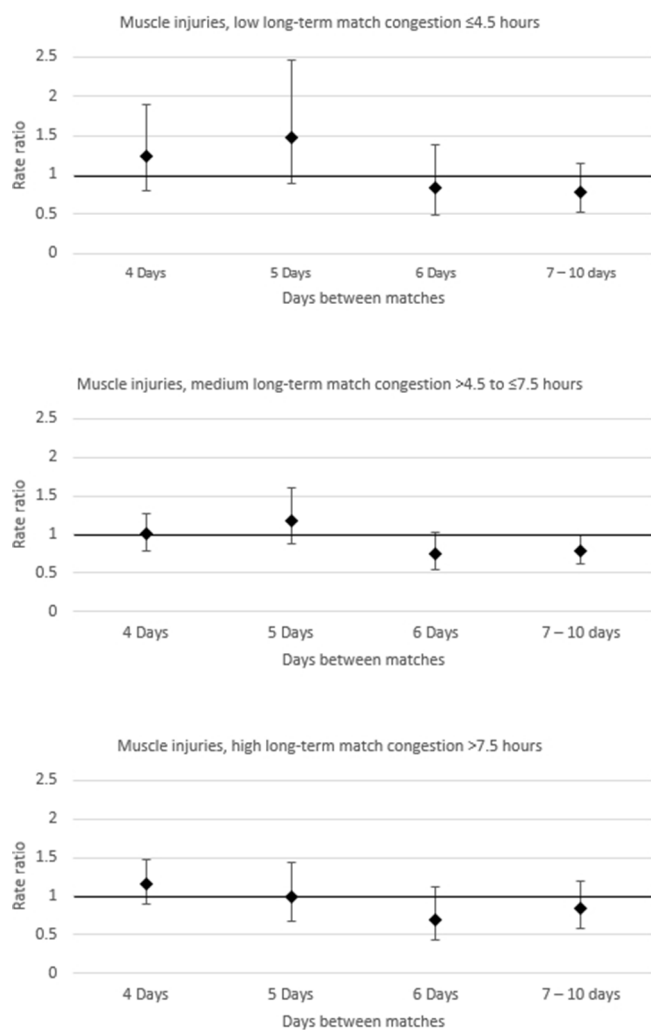 Muscle injuries, low long-term match congestion ≤4.5 hours
2.5
2
1.5
1
0.5
0
Rate ratio
4 Days 5 Days 6 Days 7 – 10 days
Days between matches
Muscle injuries, medium long-term match congestion >4.5 to ≤7.5 hours
2.5
2
1.5
1
0.5
0
Rate ratio
4 Days 5 Days 6 Days 7 – 10 days
Days between matches
Muscle injuries, high long-term match congestion >7.5 hours
2.5
2
1.5
1
0.5
0
Rate ratio
4 Days 5 Days 6 Days 7 – 10 days
Days between matches